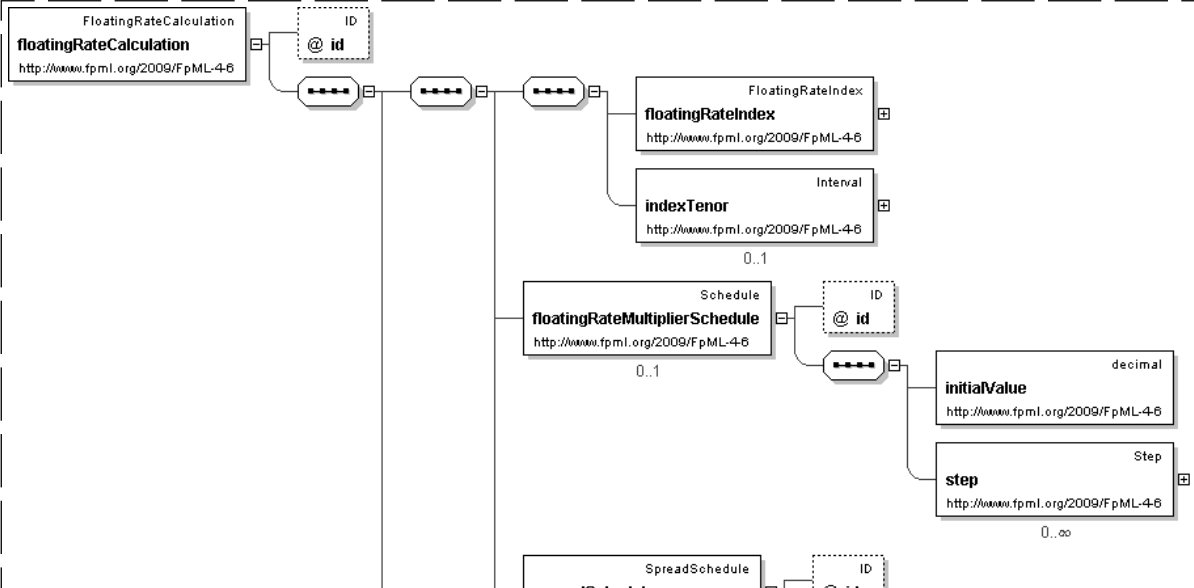 FloatingRateCalculation
floatingRateCalculation
http://www.fpml.org/2009/FpML-4-6
ID
@ id
FloatingRateIndex
floatingRateIndex
http://www.fpml.org/2009/FpML-4-6
Interval
indexTenor
http://www.fpml.org/2009/FpML-4-6
0..1
Schedule
floatingRateMultiplierSchedule
http://www.fpml.org/2009/FpML-4-6
0..1
ID
@ id
decimal
initialValue
http://www.fpml.org/2009/FpML-4-6
Step
step
http://www.fpml.org/2009/FpML-4-6
0..∞
SpreadSchedule
ID